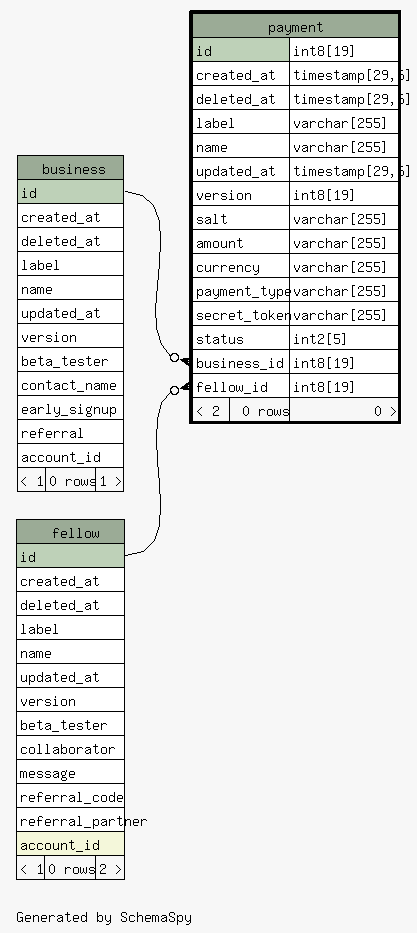 payment
id int8[19]
created_at timestamp[29,6]
deleted_at timestamp[29,6]
label varchar[255]
name varchar[255]
updated_at timestamp[29,6]
version int8[19]
salt varchar[255]
amount varchar[255]
currency varchar[255]
payment_type varchar[255]
secret_token varchar[255]
status int2[5]
business_id int8[19]
fellow_id int8[19]
< 2 0 rows 0 >
business
id
created_at
deleted_at
label
name
updated_at
version
beta_tester
contact_name
early_signup
referral
account_id
< 1 0 rows 1 >
fellow
id
created_at
deleted_at
label
name
updated_at
version
beta_tester
collaborator
message
referral_code
referral_partner
account_id
< 1 0 rows 2 >
Generated by SchemaSpy